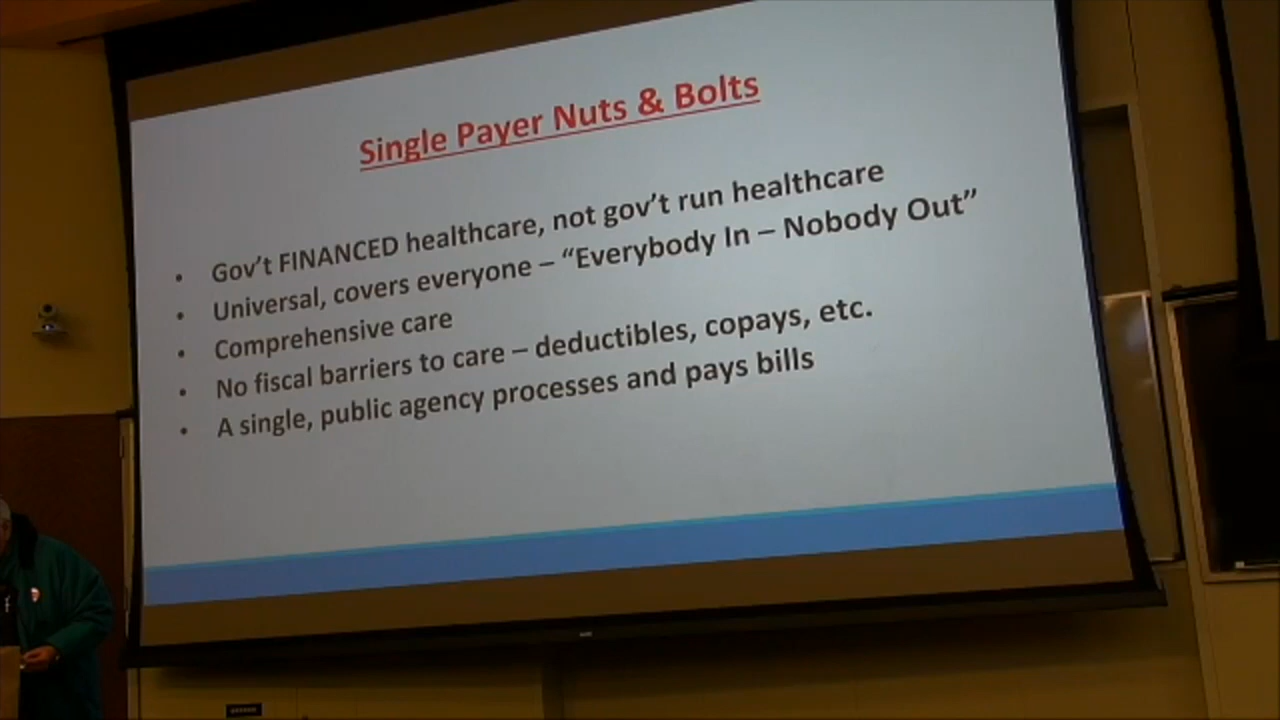 Single Payer Nuts & Bolts
• Gov't FINANCED healthcare, not gov't run healthcare
• Universal, covers everyone – “Everybody In – Nobody Out”
• Comprehensive care
• No fiscal barriers to care – deductibles, copays, etc.
• A single, public agency processes and pays bills